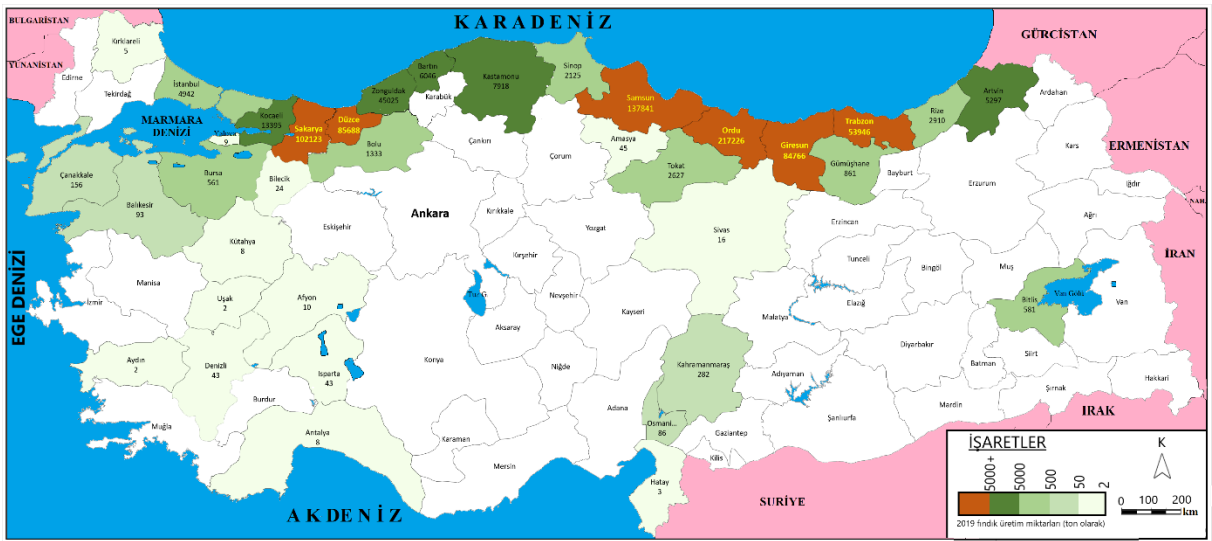 KARADENİZ
BULGARİSTAN
YUNANİSTAN
GÜRCİSTAN
ERMENİSTAN
NAH.
İRAN
IRAK
SURİYE
AKDENİZ
EGE DENİZİ
MARMARA
DENİZİ
Kırklareli
5
Edirne
Tekirdağ
İstanbul
4942
Kocaeli
13395
Yalova
9
Sakarya
102123
Düzce
85688
Zonguldak
45025
Bartın
6046
Karabük
Kastamonu
7918
Sinop
2125
Samsun
137841
Ordu
217226
Giresun
84766
Trabzon
53946
Rize
2910
Artvin
5297
Ardahan
Kars
Iğdır
Ağrı
Erzurum
Bayburt
Gümüşhane
861
Tokat
2627
Amasya
45
Çorum
Çankırı
Bolu
1333
Bilecik
24
Bursa
561
Çanakkale
156
Balıkesir
93
Kütahya
8
Eskişehir
Ankara
Kırıkkale
Yozgat
Sivas
16
Erzincan
Tunceli
Bingöl
Muş
Bitlis
581
Van Gölü
Van
Manisa
İzmir
Uşak
2
Afyon
10
Kırşehir
Nevşehir
Tuz G.
Aksaray
Kayseri
Malatya
Elazığ
Diyarbakır
Batman
Siirt
Şırnak
Hakkari
Mardin
Şanlıurfa
Adıyaman
Kahramanmaraş
282
Niğde
Konya
Isparta
43
Denizli
43
Aydın
2
Muğla
Burdur
Antalya
8
Karaman
Mersin
Adana
Osmani...
86
Gaziantep
Kilis
Hatay
3
İŞARETLER
5000+
5000
500
50
2
2019 fındık üretim miktarları (ton olarak)
K
0 100 200
km